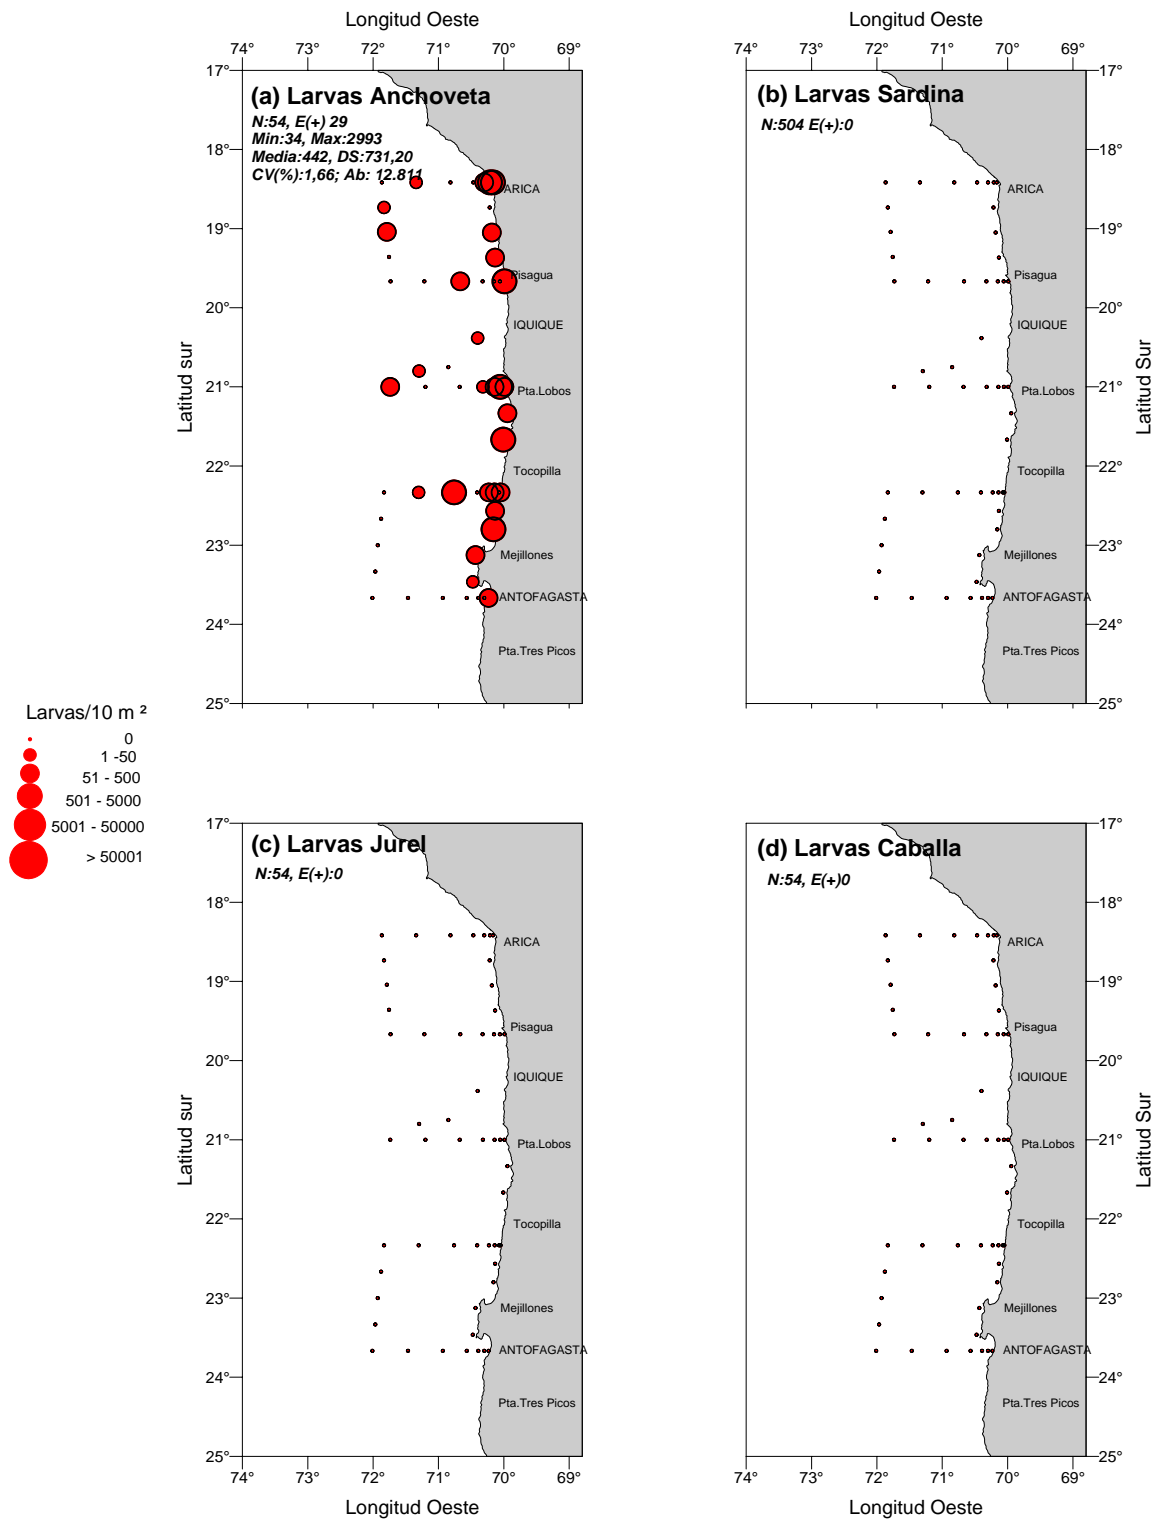 Longitud Oeste
Longitud Oeste
74° 73° 72° 71° 70° 69°
74° 73° 72° 71° 70° 69°
17°
(a) Larvas Anchoveta
N:54, E(+) 29
Min:34, Max:2993
Media:442, DS:731,20
CV(%):1,66; Ab: 12.811
18°
ARICA
19°
Pisagua
20°
IQUIQUE
Latitud sur
21°
Pta.Lobos
22°
Tocopilla
23°
Mejillones
ANTOFAGASTA
24°
Pta.Tres Picos
25°
(b) Larvas Sardina
N:504 E(+):0
17°
18°
ARICA
19°
Pisagua
20°
IQUIQUE
Latitud Sur
21°
Pta.Lobos
22°
Tocopilla
23°
Mejillones
ANTOFAGASTA
24°
Pta.Tres Picos
25°
Larvas/10 m ²
0
1 -50
51 - 500
501 - 5000
5001 - 50000
> 50001
17°
(c) Larvas Jurel
N:54, E(+):0
18°
ARICA
19°
Pisagua
20°
IQUIQUE
Latitud sur
21°
Pta.Lobos
22°
Tocopilla
23°
Mejillones
ANTOFAGASTA
24°
Pta.Tres Picos
25°
74° 73° 72° 71° 70° 69°
Longitud Oeste
(d) Larvas Caballa
N:54, E(+)0
17°
18°
ARICA
19°
Pisagua
20°
IQUIQUE
Latitud Sur
21°
Pta.Lobos
22°
Tocopilla
23°
Mejillones
ANTOFAGASTA
24°
Pta.Tres Picos
25°
74° 73° 72° 71° 70° 69°
Longitud Oeste